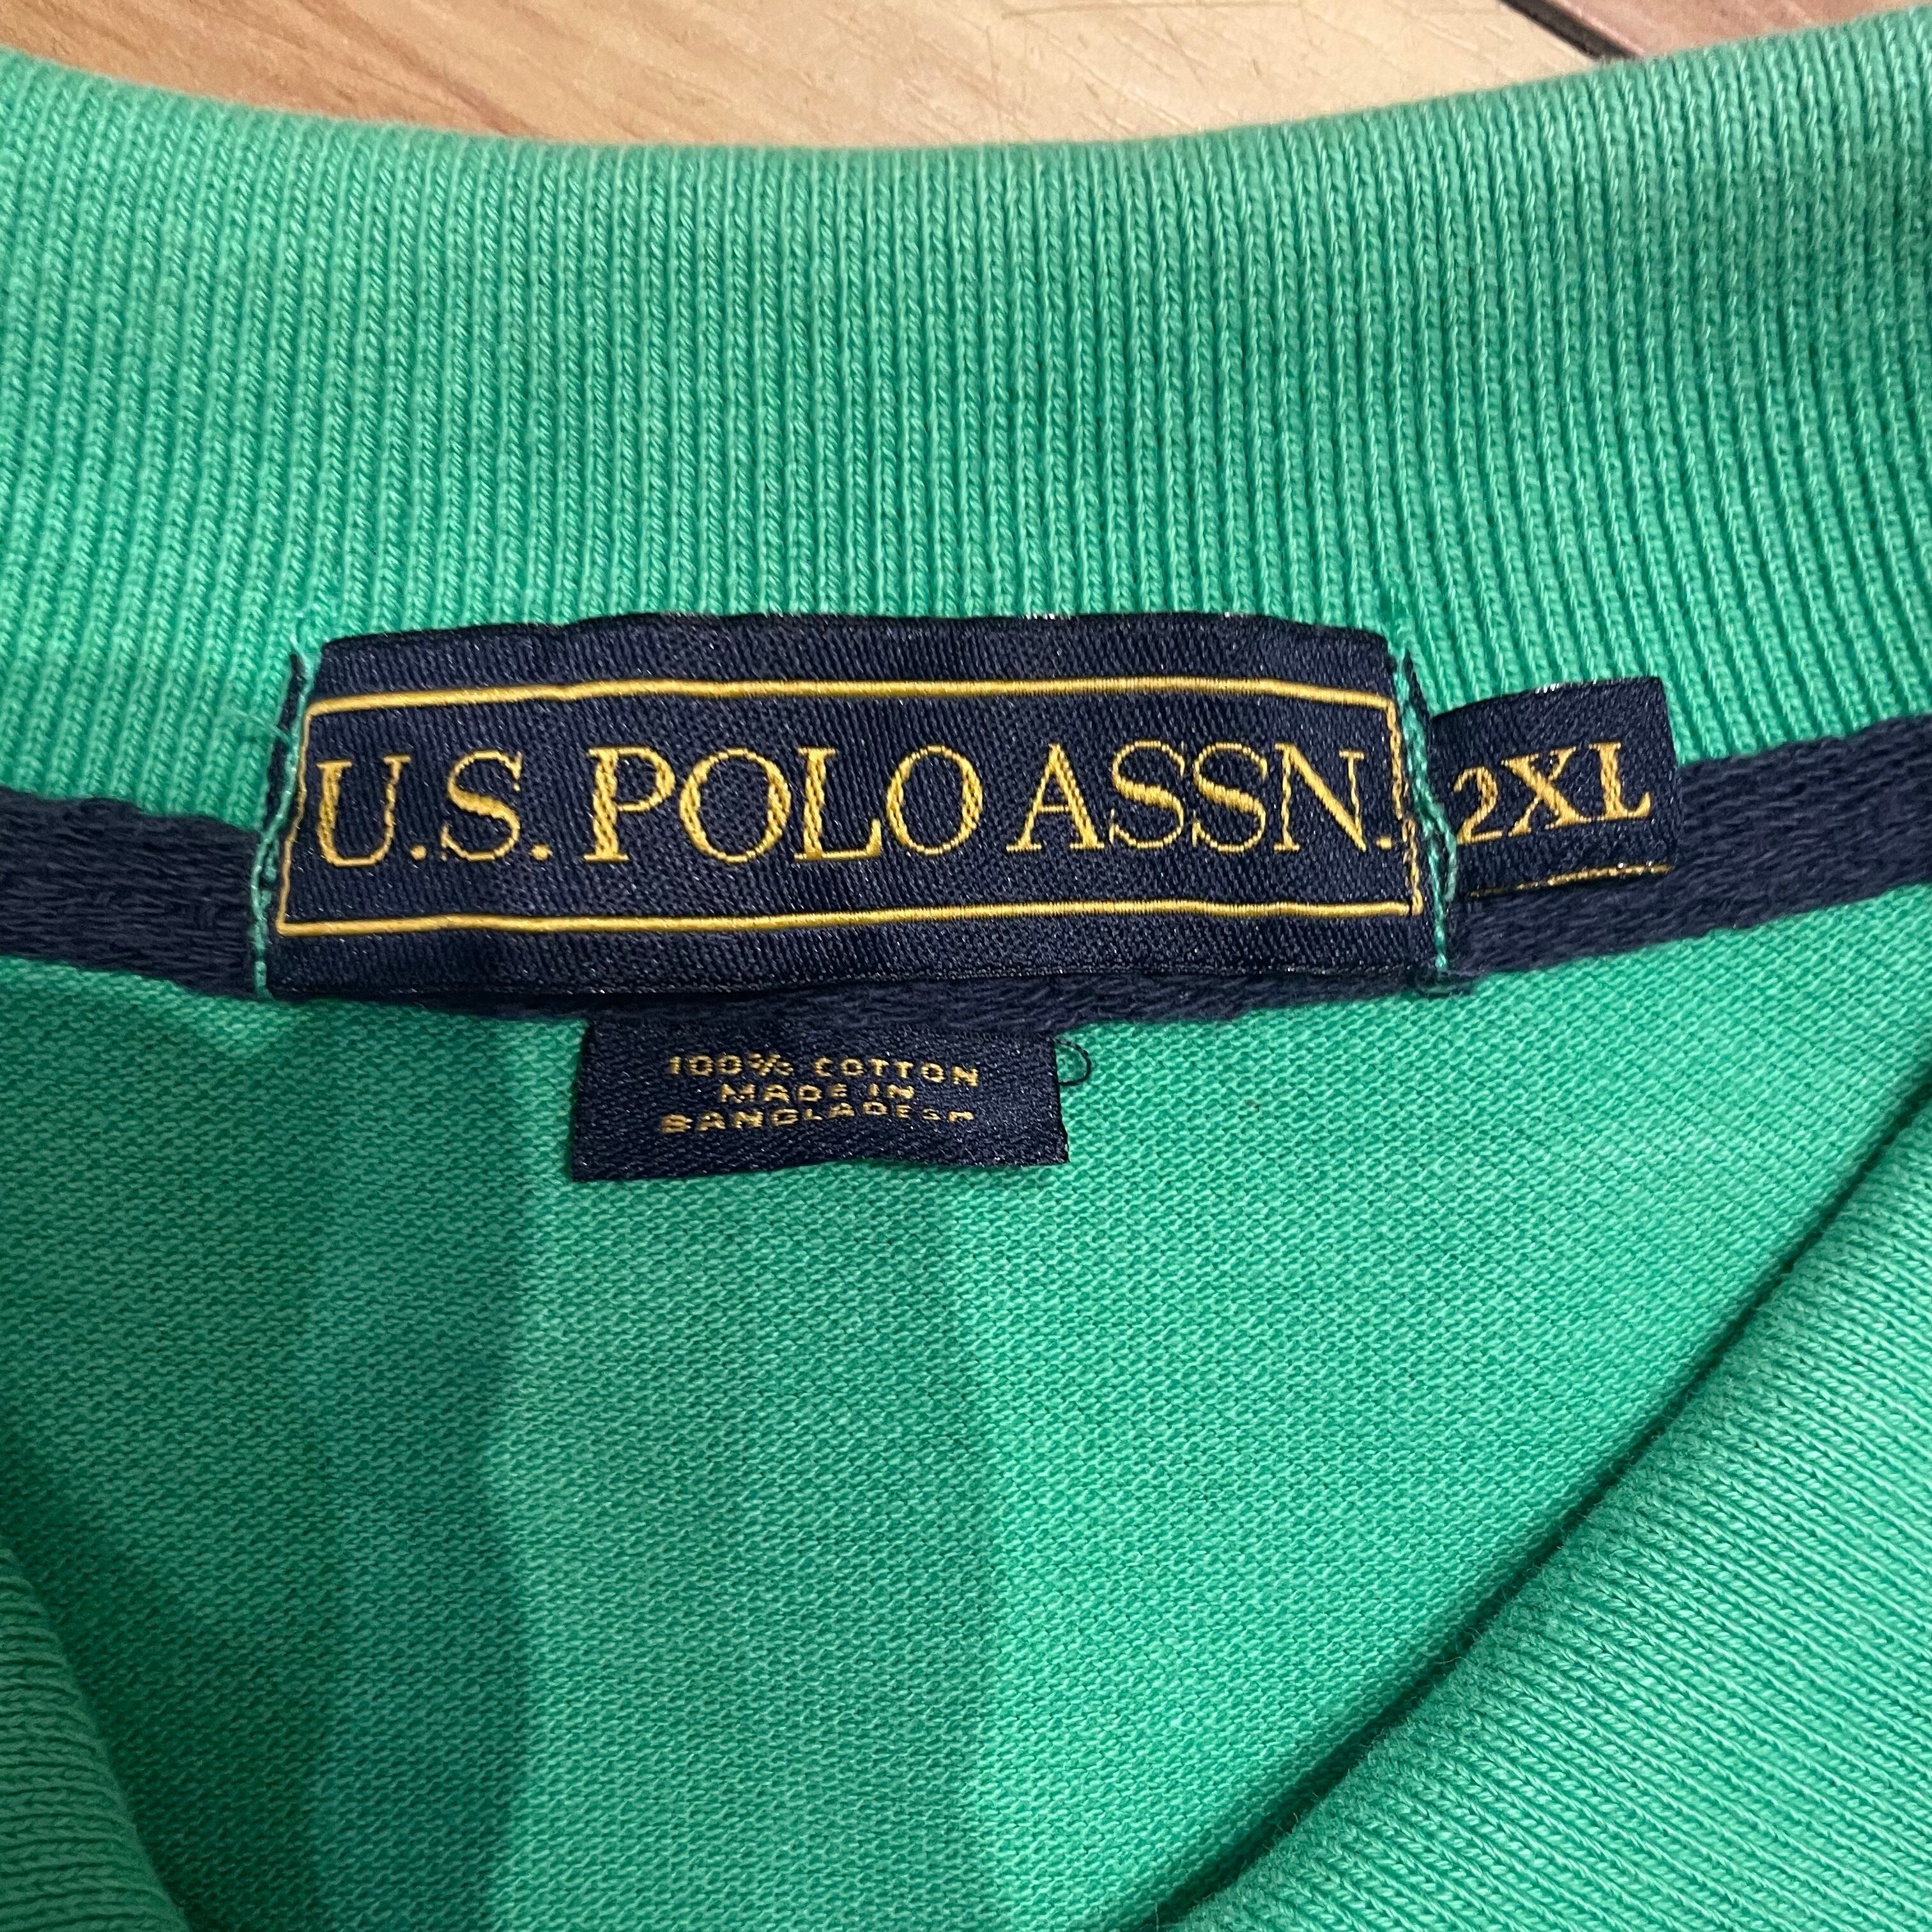 U.S. POLO ASSN.
2XL
100% COTTON
MADE IN
BANGLADESH